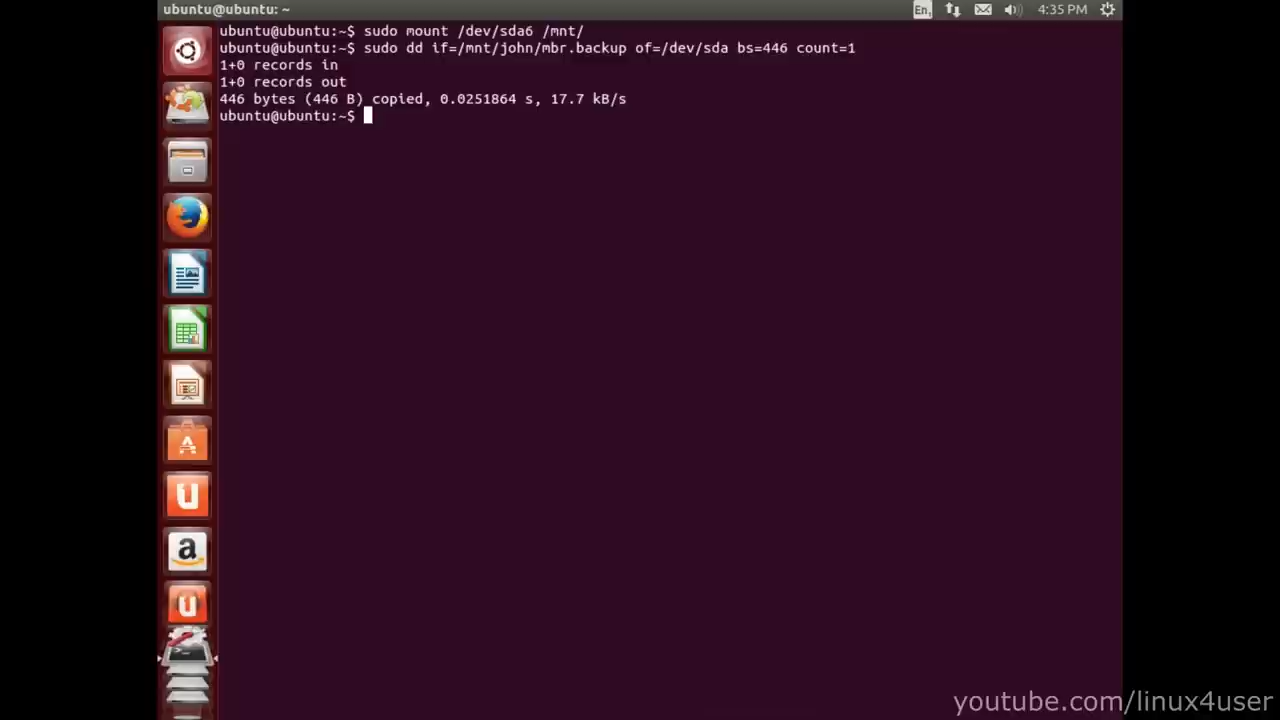 ubuntu@ubuntu: ~
En1
4:35 PM
ubuntu@ubuntu:~$ sudo mount /dev/sda6 /mnt/
ubuntu@ubuntu:~$ sudo dd if=/mnt/john/mbr.backup of=/dev/sda bs=446 count=1
1+0 records in
1+0 records out
446 bytes (446 B) copied, 0.0251864 s, 17.7 kB/s
ubuntu@ubuntu:~$
youtube.com/linux4user